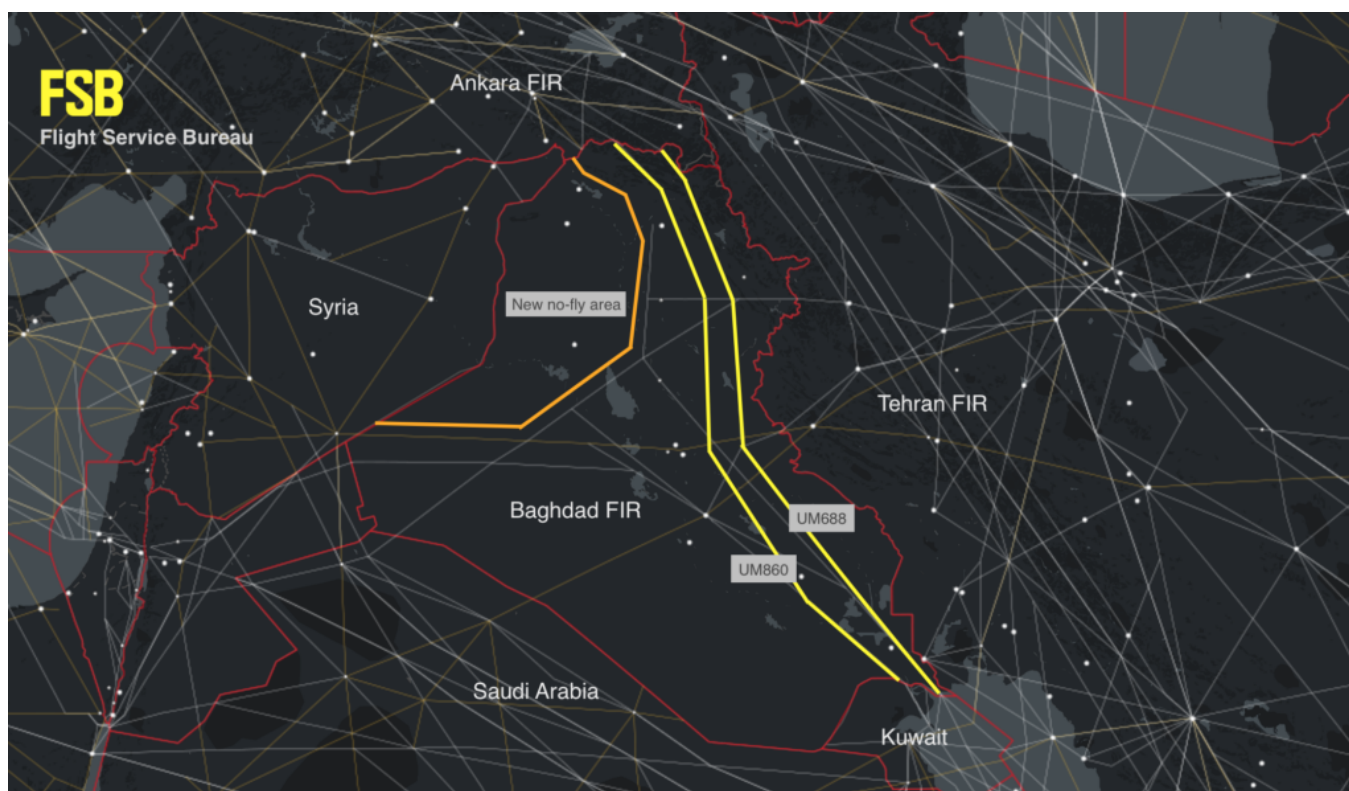 FSB
Flight Service Bureau
Ankara FIR
Syria
New no-fly area
Tehran FIR
Baghdad FIR
UM688
UM860
Saudi Arabia
Kuwait